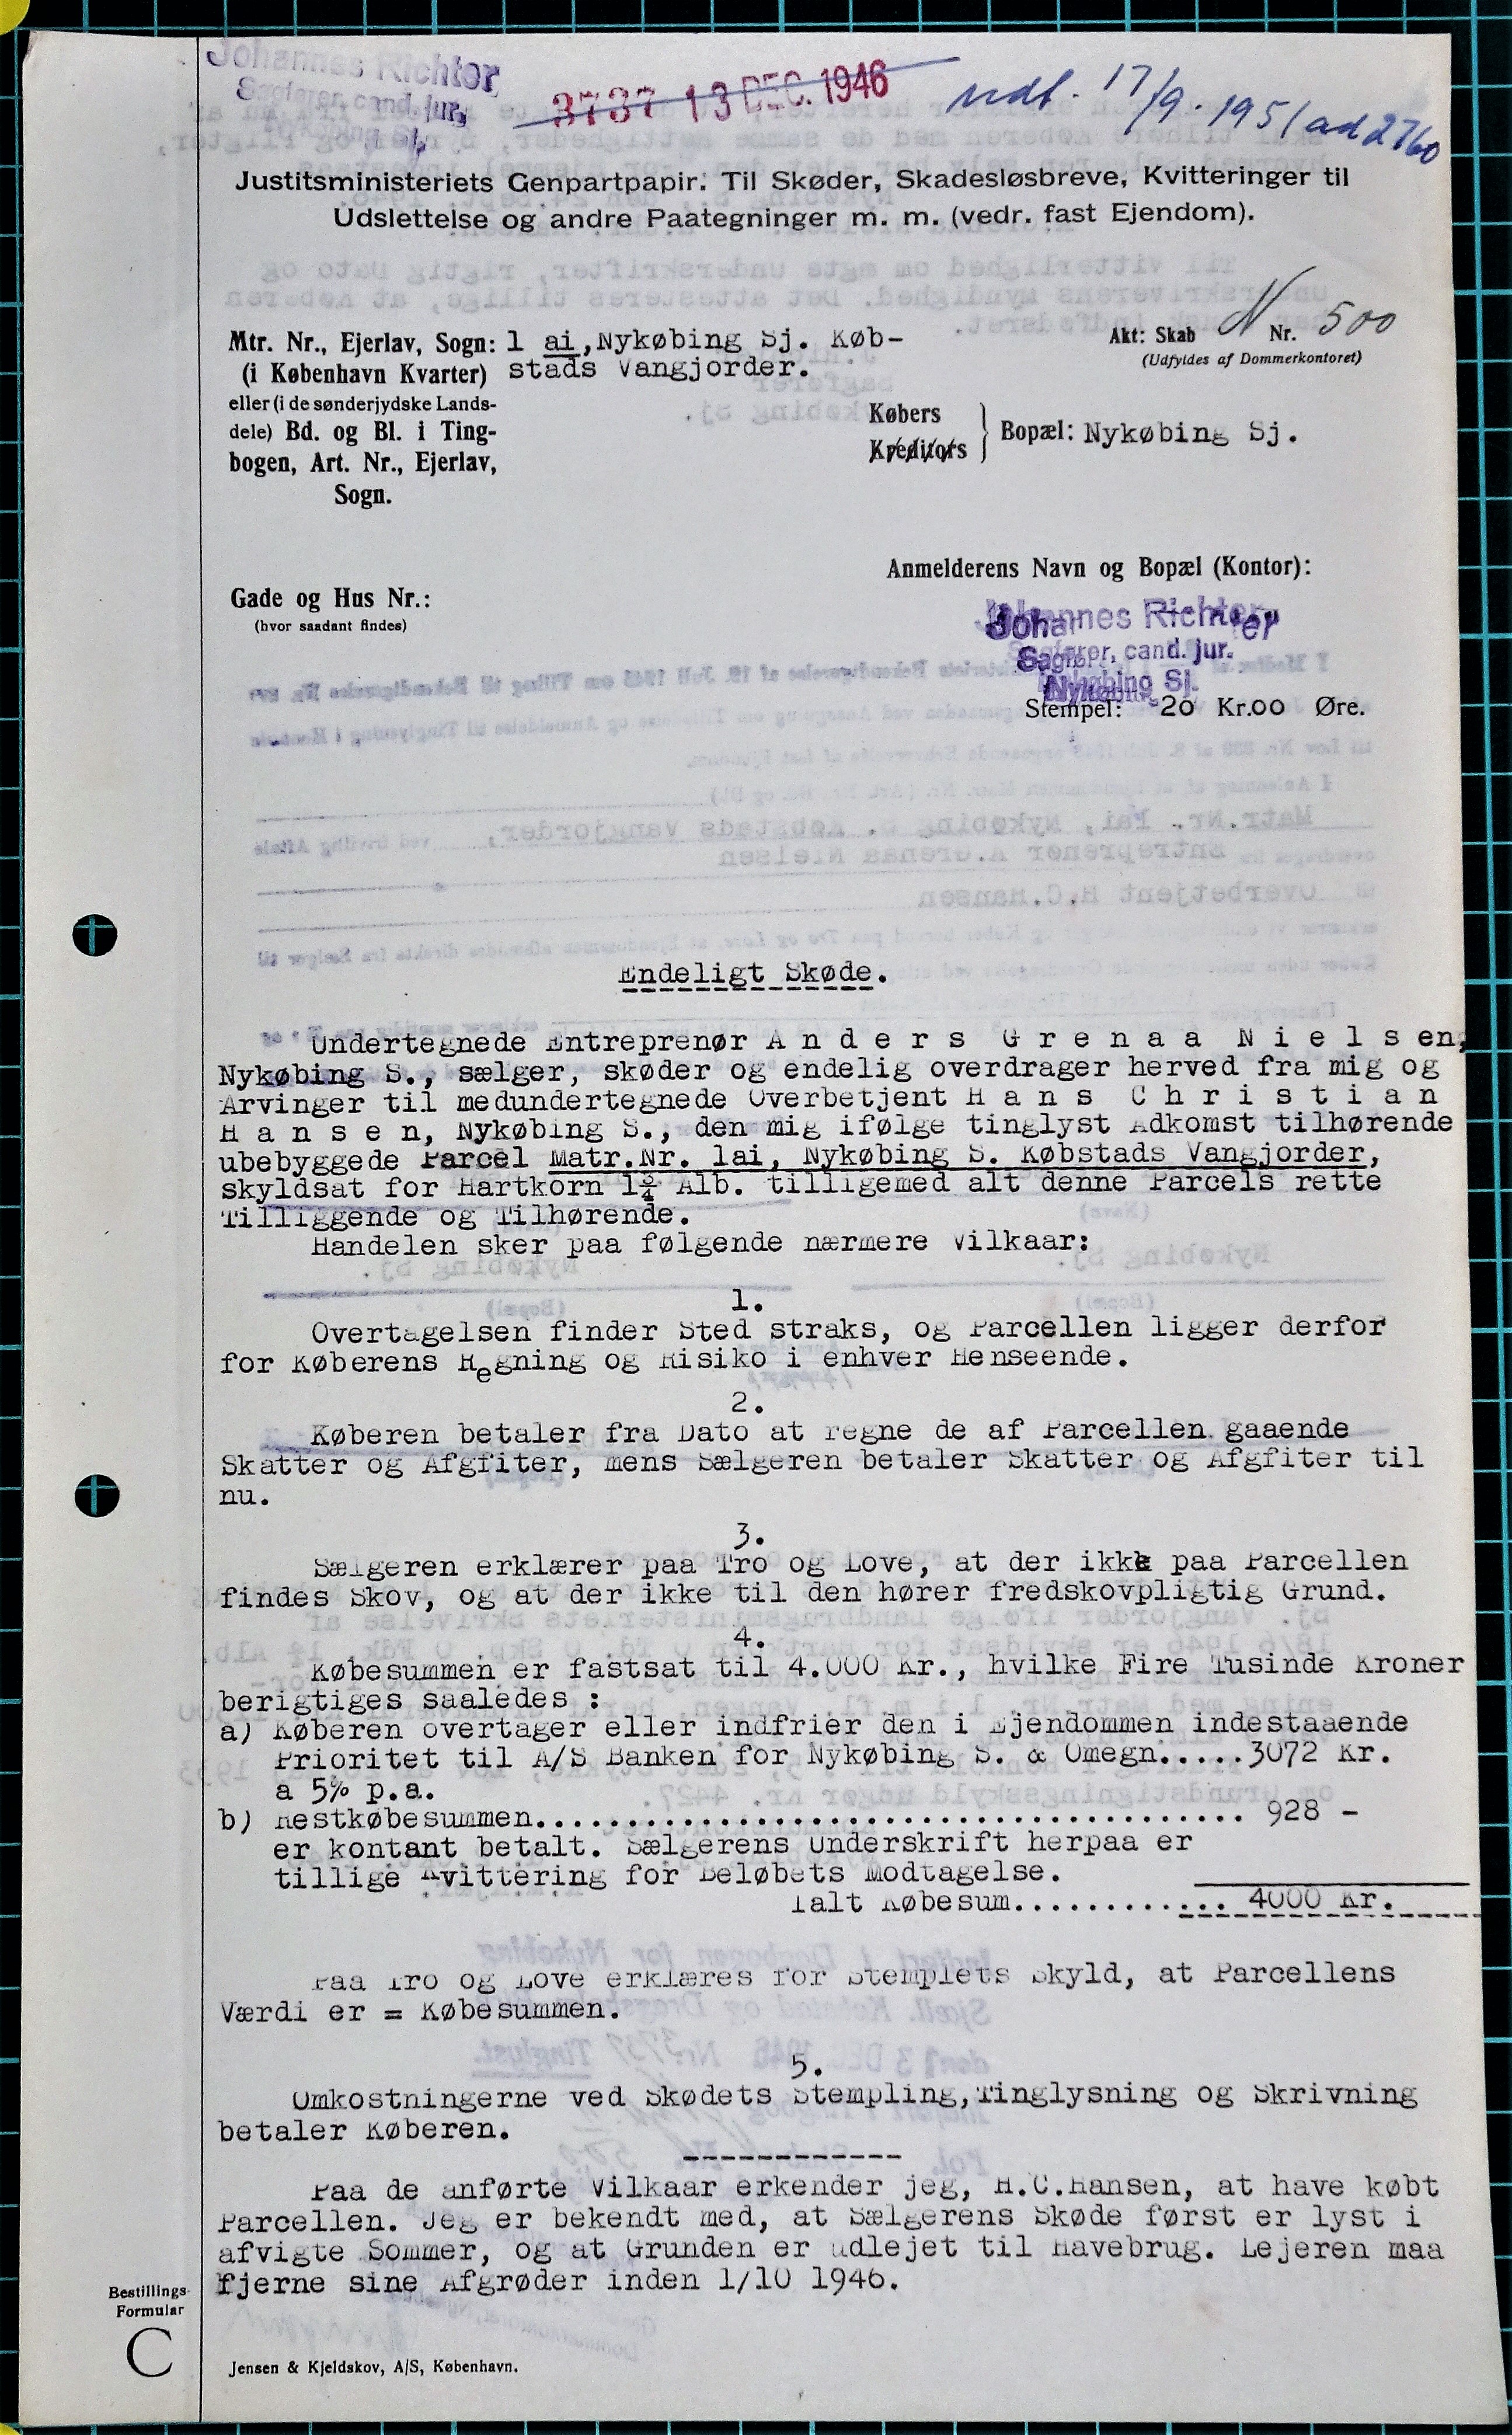 Johannes Richter
Sagfører, cand. jur.
3737 13 DEC. 1946
udt. 17/9. 1951 ad 2760
Justitsministeriets Genpartpapir. Til Skøder, Skadesløsbreve, Kvitteringer til
Udslettelse og andre Paategninger m. m. (vedr. fast Ejendom).
Mtr. Nr., Ejerlav, Sogn: 1 ai, Nykøbing Sj. Køb-
(i København Kvarter) stads Vangjorder.
eller (i de sønderjydske Lands-
dele) Bd. og Bl. i Ting-
bogen, Art. Nr., Ejerlav,
Sogn.
Akt: Skab N Nr. 500
(Udfyldes af Dommerkontoret)
Købers
Kreditors
Bopæl: Nykøbing Sj.
Gade og Hus Nr.:
(hvor saadant findes)
Anmelderens Navn og Bopæl (Kontor):
Johannes Richter
Sagfører, cand. jur.
Nykøbing Sj.
Stempel: 20 Kr.00 Øre.
Endeligt Skøde.
Undertegnede Entreprenør A n d e r s G r e n a a N i e l s en,
Nykøbing S., sælger, skøder og endelig overdrager herved fra mig og
Arvinger til medundertegnede Overbetjent H a n s C h r i s t i a n
H a n s e n, Nykøbing S., den mig ifølge tinglyst Adkomst tilhørende
ubebyggede Parcel Matr.Nr. 1ai, Nykøbing S. Købstads Vangjorder,
skyldsat for Hartkorn 1¾ Alb. tilligemed alt denne Parcels rette
Tilliggende og Tilhørende.
Handelen sker paa følgende nærmere Vilkaar:
1.
Overtagelsen finder Sted straks, og Parcellen ligger derfor
for Køberens Regning og Risiko i enhver Henseende.
2.
Køberen betaler fra Dato at regne de af Parcellen gaaende
Skatter og Afgfiter, mens Sælgeren betaler Skatter og Afgfiter til
nu.
3.
Sælgeren erklærer paa Tro og Love, at der ikke paa Parcellen
findes Skov, og at der ikke til den hører fredskovpligtig Grund.
4.
Købesummen er fastsat til 4.000 Kr., hvilke Fire Tusinde Kroner
berigtiges saaledes :
a) Køberen overtager eller indfrier den i Ejendommen indestaaende
Prioritet til A/S Banken for Nykøbing S. & Omegn.....3072 Kr.
a 5% p.a.
b) Restkøbesummen....................................... 928 -
er kontant betalt. Sælgerens Underskrift herpaa er
tillige Kvittering for Beløbets Modtagelse.
Ialt Købesum............ 4000 Kr.
Paa Tro og Love erklæres for Stemplets Skyld, at Parcellens
Værdi er = Købesummen.
5.
Omkostningerne ved Skødets Stempling,Tinglysning og Skrivning
betaler Køberen.
------------
Paa de anførte Vilkaar erkender jeg, H.C.Hansen, at have købt
Parcellen. Jeg er bekendt med, at Sælgerens Skøde først er lyst i
afvigte Sommer, og at Grunden er udlejet til Havebrug. Lejeren maa
fjerne sine Afgrøder inden 1/10 1946.
Bestillings-
Formular
C
Jensen & Kjeldskov, A/S, København.